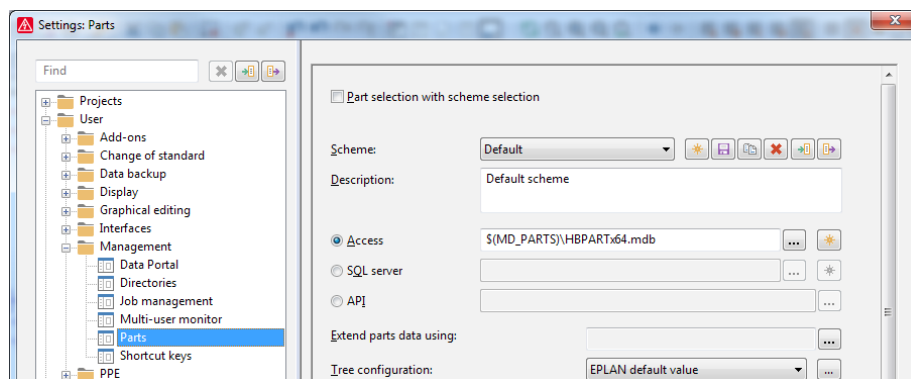 Settings: Parts
Find
Projects
User
Add-ons
Change of standard
Data backup
Display
Graphical editing
Interfaces
Management
Data Portal
Directories
Job management
Multi-user monitor
Parts
Shortcut keys
PPE
Part selection with scheme selection
Scheme: Default
Description: Default scheme
Access $(MD_PARTS)\HBPARTx64.mdb ...
SQL server ...
API ...
Extend parts data using: ...
Tree configuration: EPLAN default value ...